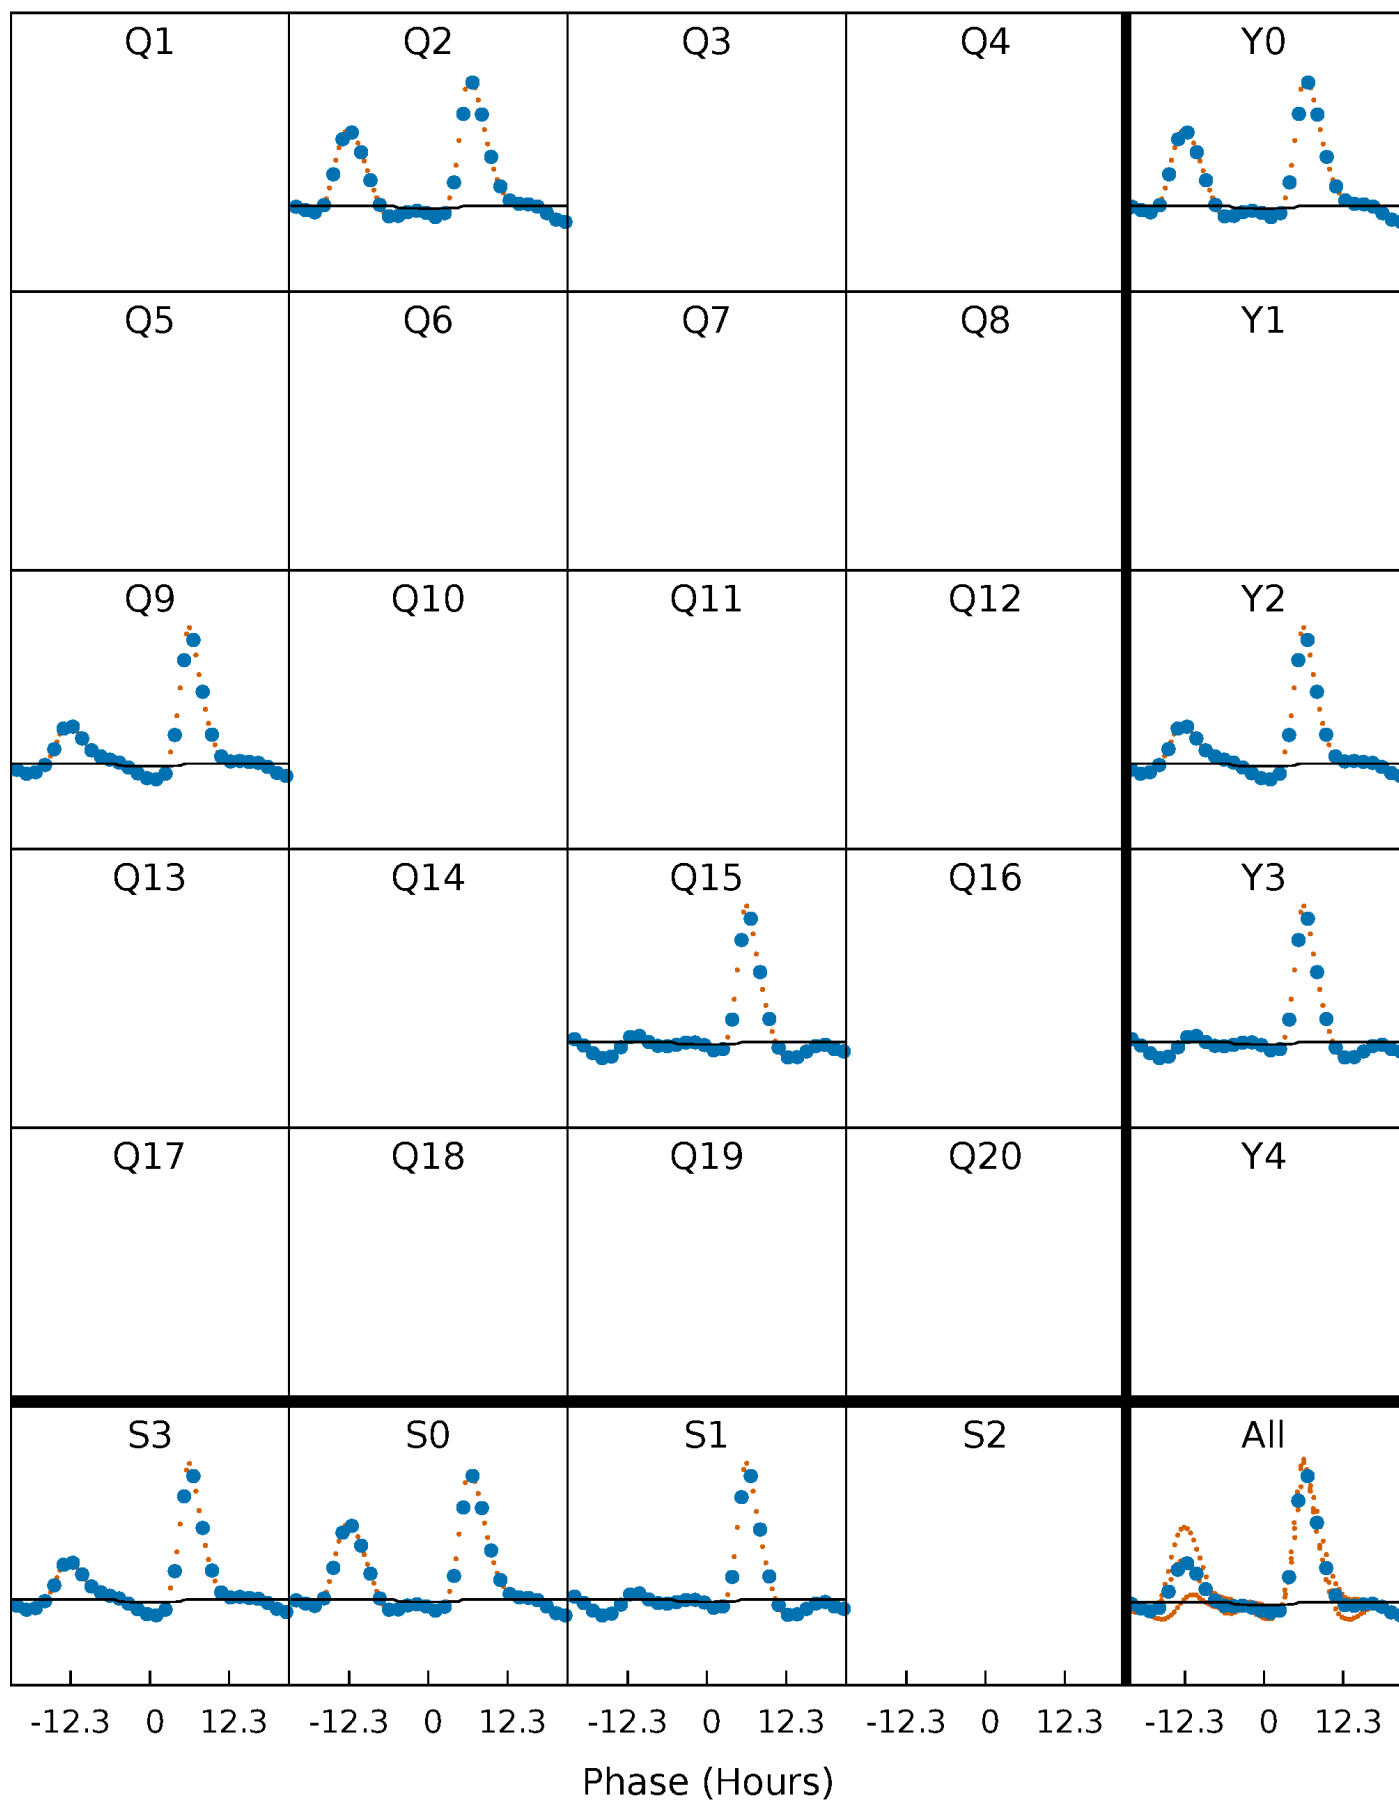 Q1 Q2 Q3 Q4 Y0
Q5 Q6 Q7 Q8 Y1
Q9 Q10 Q11 Q12 Y2
Q13 Q14 Q15 Q16 Y3
Q17 Q18 Q19 Q20 Y4
S3 S0 S1 S2 All
-12.3 0 12.3 -12.3 0 12.3 -12.3 0 12.3 -12.3 0 12.3 -12.3 0 12.3
Phase (Hours)